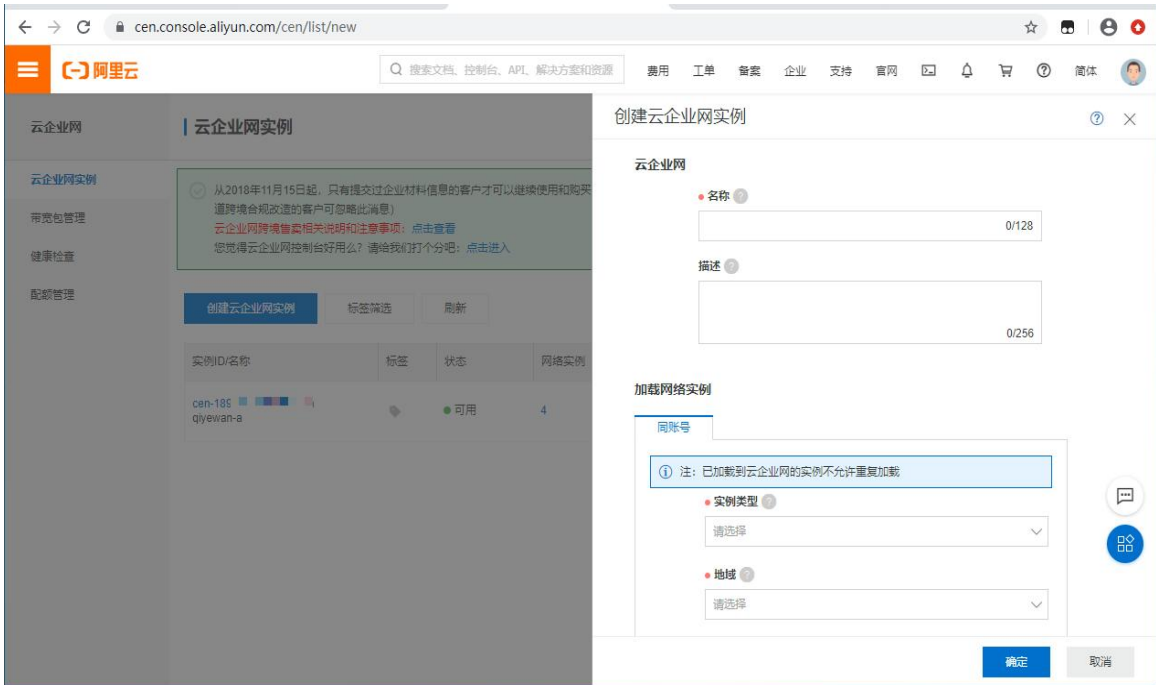 cen.console.aliyun.com/cen/list/new
阿里云
搜索文档、控制台、API、解决方案和资源
费用 工单 备案 企业 支持 官网 简体
云企业网
云企业网实例
带宽包管理
健康检查
配额管理
云企业网实例
从2018年11月15日起，只有提交过企业材料信息的客户才可以继续使用和购买
道跨境合规改造的客户可忽略此消息)
云企业网跨境售卖相关说明和注意事项：点击查看
您觉得云企业网控制台好用么？请给我们打个分吧：点击进入
创建云企业网实例 标签筛选 刷新
实例ID/名称 标签 状态 网络实例
cen-189 可用 4
qiyewan-a
创建云企业网实例
云企业网
名称
0/128
描述
0/256
加载网络实例
同账号
注：已加载到云企业网的实例不允许重复加载
实例类型
请选择
地域
请选择
确定 取消